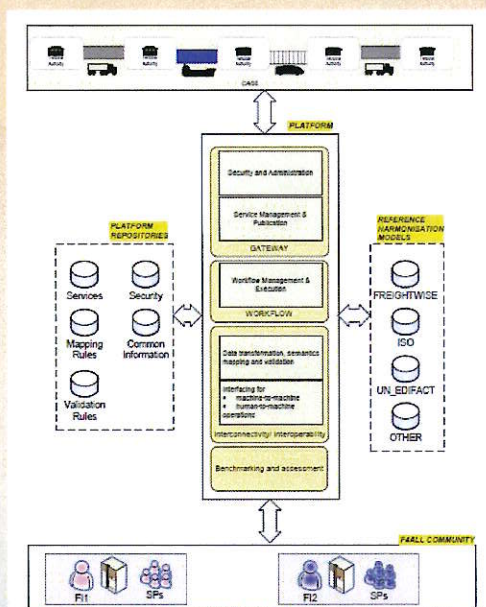 CASE
PLATFORM
Security and Administration
Service Management &
Publication
GATEWAY
Workflow Management &
Execution
WORKFLOW
Data transformation, semantics
mapping and validation
Interfacing for
• machine-to-machine
• human-to-machine
operations
Interconnectivity/ Interoperability
Benchmarking and assessment
PLATFORM
REPOSITORIES
Services
Security
Mapping
Rules
Common
Information
Validation
Rules
REFERENCE
HARMONISATION
MODELS
FREIGHTWISE
ISO
UN_EDIFACT
OTHER
F4ALL COMMUNITY
FI1
SPs
FI2
SPs